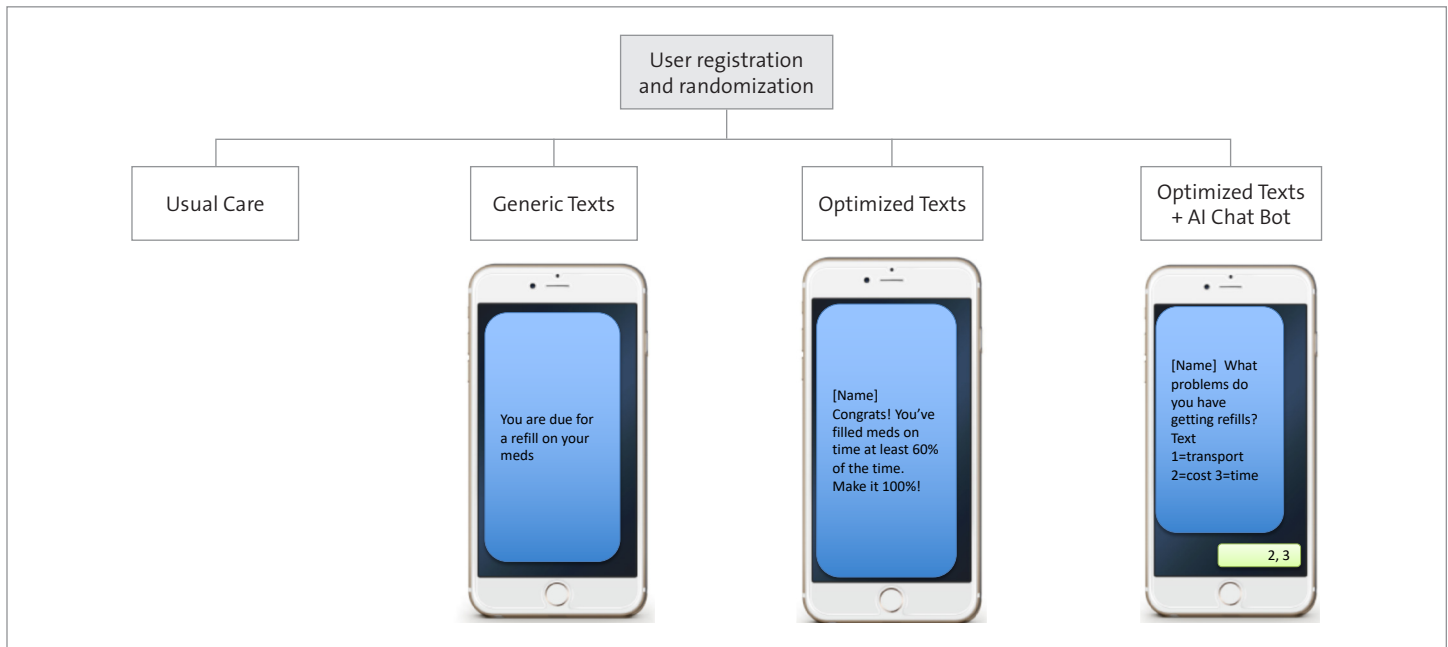 User registration
and randomization
Usual Care
Generic Texts
Optimized Texts
Optimized Texts
+ AI Chat Bot
You are due for
a refill on your
meds
[Name]
Congrats! You’ve
filled meds on
time at least 60%
of the time.
Make it 100%!
[Name]  What
problems do
you have
getting refills?
Text
1=transport
2=cost 3=time
2, 3